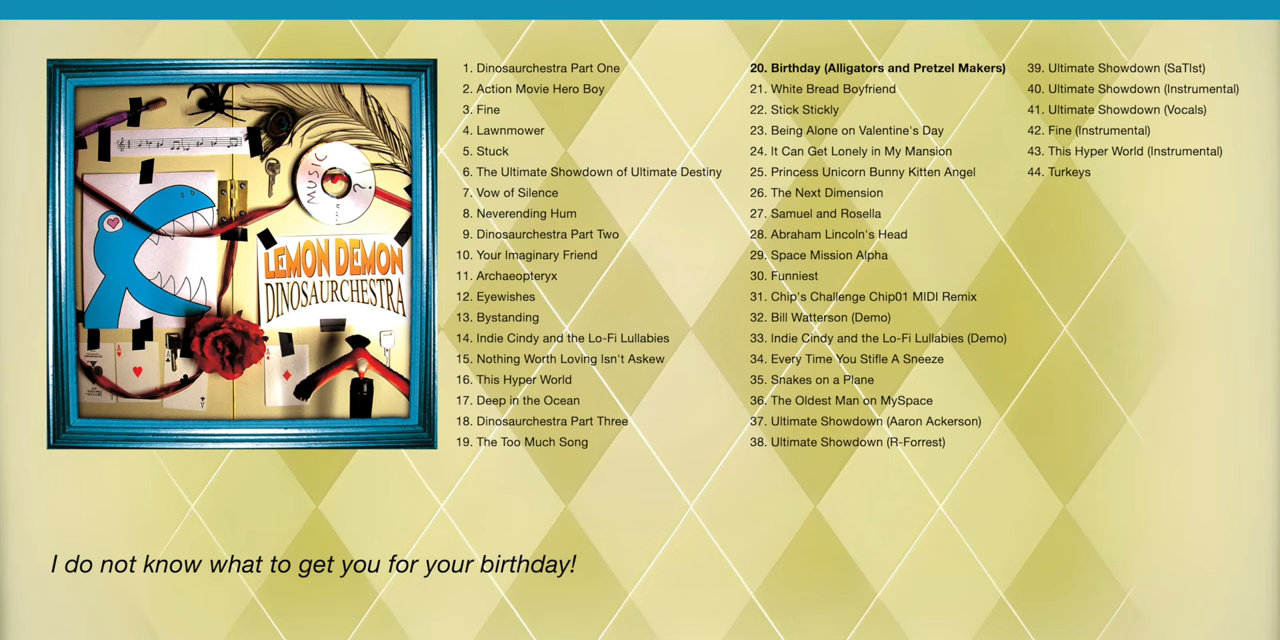 MUSIC
LEMON DEMON
DINOSAURCHESTRA
1. Dinosaurchestra Part One
2. Action Movie Hero Boy
3. Fine
4. Lawnmower
5. Stuck
6. The Ultimate Showdown of Ultimate Destiny
7. Vow of Silence
8. Neverending Hum
9. Dinosaurchestra Part Two
10. Your Imaginary Friend
11. Archaeopteryx
12. Eyewishes
13. Bystanding
14. Indie Cindy and the Lo-Fi Lullabies
15. Nothing Worth Loving Isn't Askew
16. This Hyper World
17. Deep in the Ocean
18. Dinosaurchestra Part Three
19. The Too Much Song
20. Birthday (Alligators and Pretzel Makers)
21. White Bread Boyfriend
22. Stick Stickly
23. Being Alone on Valentine's Day
24. It Can Get Lonely in My Mansion
25. Princess Unicorn Bunny Kitten Angel
26. The Next Dimension
27. Samuel and Rosella
28. Abraham Lincoln's Head
29. Space Mission Alpha
30. Funniest
31. Chip's Challenge Chip01 MIDI Remix
32. Bill Watterson (Demo)
33. Indie Cindy and the Lo-Fi Lullabies (Demo)
34. Every Time You Stifle A Sneeze
35. Snakes on a Plane
36. The Oldest Man on MySpace
37. Ultimate Showdown (Aaron Ackerson)
38. Ultimate Showdown (R-Forrest)
39. Ultimate Showdown (SaTIst)
40. Ultimate Showdown (Instrumental)
41. Ultimate Showdown (Vocals)
42. Fine (Instrumental)
43. This Hyper World (Instrumental)
44. Turkeys
I do not know what to get you for your birthday!